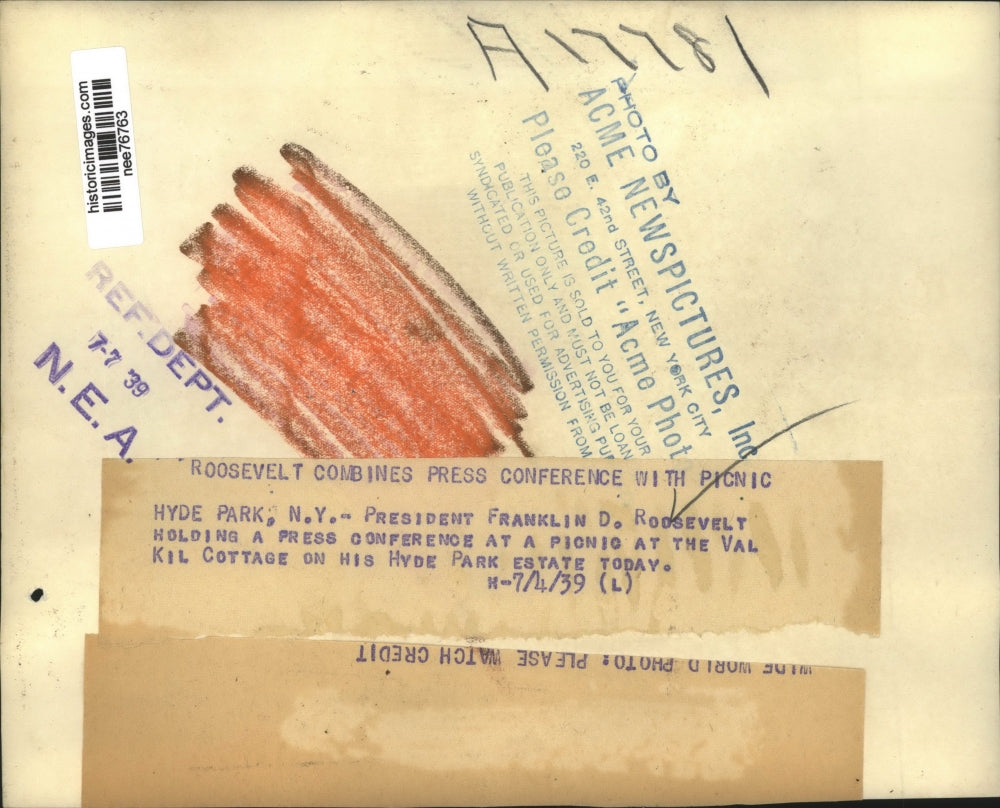 A17781
historicimages.com
nee76763
PHOTO BY
ACME NEWSPICTURES, Inc
220 E. 42nd STREET, NEW YORK CITY
Please Credit "Acme Phot
THIS PICTURE IS SOLD TO YOU FOR YOUR
PUBLICATION ONLY AND MUST NOT BE LOAN
SYNDICATED OR USED FOR ADVERTISING PUR
WITHOUT WRITTEN PERMISSION FROM
REF. DEPT.
7-7 '39
N. E. A.
ROOSEVELT COMBINES PRESS CONFERENCE WITH PICNIC
HYDE PARK, N.Y.- PRESIDENT FRANKLIN D. ROOSEVELT
HOLDING A PRESS CONFERENCE AT A PICNIC AT THE VAL
KIL COTTAGE ON HIS HYDE PARK ESTATE TODAY.
H-7/4/39 (L)
WIDE WORLD PHOTO: PLEASE WATCH CREDIT